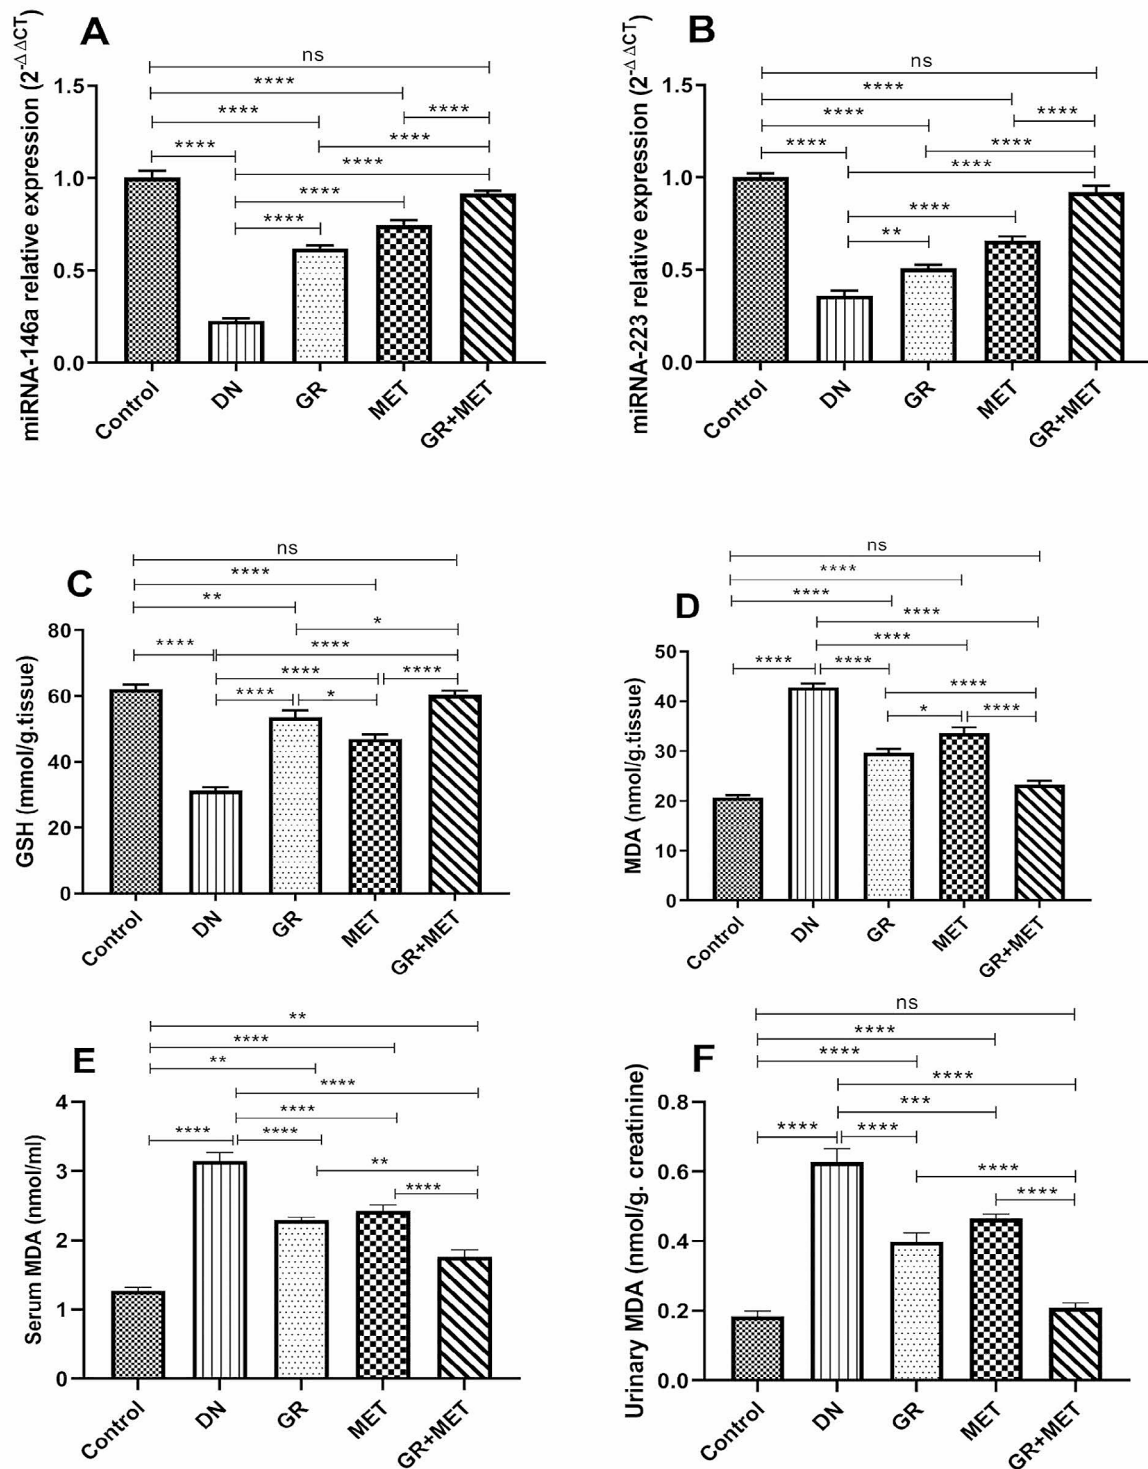 A
miRNA-146a relative expression (2-Δ ΔCT)
ns
****
****
****
****
****
****
****
****
1.5
1.0
0.5
0.0
Control
DN
GR
MET
GR+MET
B
miRNA-223 relative expression (2-Δ ΔCT)
ns
****
****
****
****
****
****
****
**
1.5
1.0
0.5
0.0
Control
DN
GR
MET
GR+MET
C
GSH (mmol/g.tissue)
ns
****
**
*
****
****
****
****
****
*
80
60
40
20
0
Control
DN
GR
MET
GR+MET
D
MDA (nmol/g.tissue)
ns
****
****
****
****
****
****
****
*
****
50
40
30
20
10
0
Control
DN
GR
MET
GR+MET
E
Serum MDA (nmol/ml)
**
****
**
****
****
****
****
**
****
4
3
2
1
0
Control
DN
GR
MET
GR+MET
F
Urinary MDA (nmol/g. creatinine)
ns
****
****
****
***
****
****
****
****
0.8
0.6
0.4
0.2
0.0
Control
DN
GR
MET
GR+MET